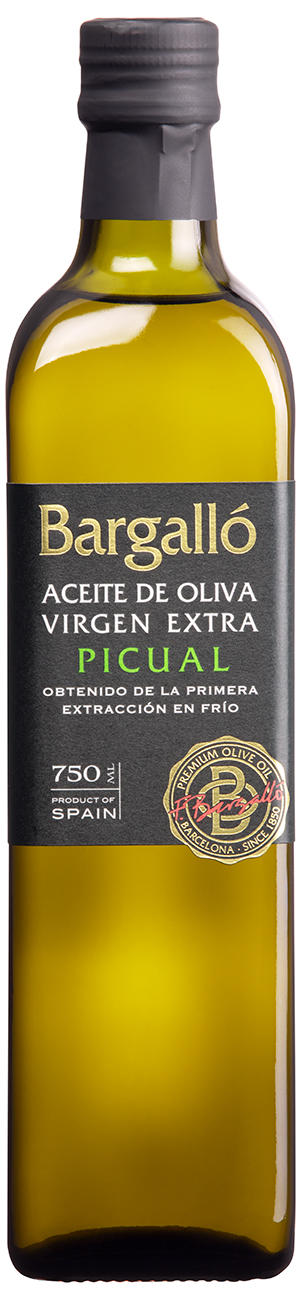 Bargalló
ACEITE DE OLIVA
VIRGEN EXTRA
PICUAL
OBTENIDO DE LA PRIMERA
EXTRACCIÓN EN FRÍO
750 ML
PRODUCT OF
SPAIN
PREMIUM OLIVE OIL
B
F Bargalló
BARCELONA · SINCE 1850